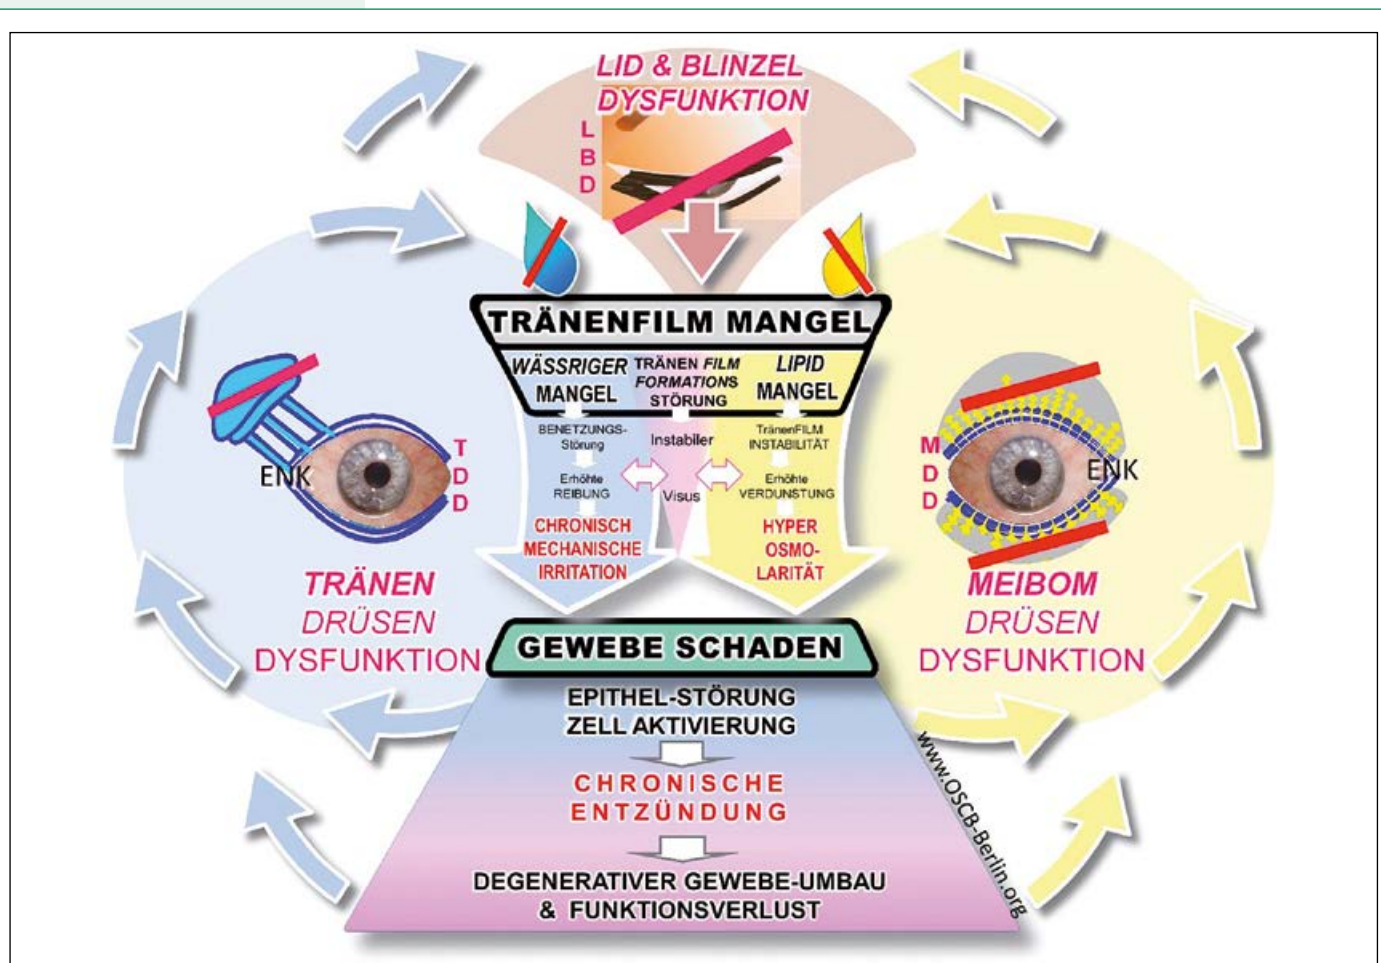 LID & BLINZEL
DYSFUNKTION
L
B
D
TRÄNENFILM MANGEL
WÄSSRIGER
MANGEL
TRÄNEN FILM
FORMATIONS
STÖRUNG
LIPID
MANGEL
BENETZUNGS-
Störung
Erhöhte
REIBUNG
CHRONISCH
MECHANISCHE
IRRITATION
Instabiler
Visus
TränenFILM
INSTABILITÄT
Erhöhte
VERDUNSTUNG
HYPER
OSMO-
LARITÄT
ENK
T
D
D
TRÄNEN
DRÜSEN
DYSFUNKTION
M
D
D
ENK
MEIBOM
DRÜSEN
DYSFUNKTION
GEWEBE SCHADEN
EPITHEL-STÖRUNG
ZELL AKTIVIERUNG
CHRONISCHE
ENTZÜNDUNG
DEGENERATIVER GEWEBE-UMBAU
& FUNKTIONSVERLUST
www.OSCB-Berlin.org